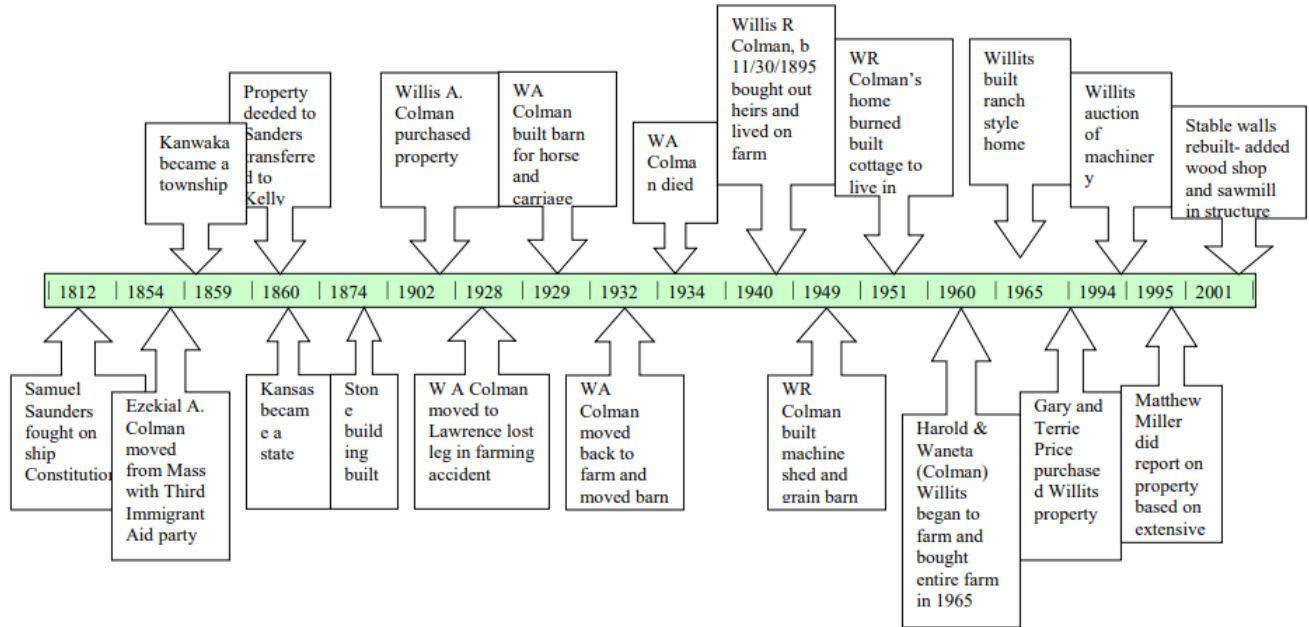 Kanwaka
became a
township
Property
deeded to
Sanders
transferre
d to
Kelly
Willis A.
Colman
purchased
property
WA
Colman
built barn
for horse
and
carriage
WA
Colma
n died
Willis R
Colman, b
11/30/1895
bought out
heirs and
lived on
farm
WR
Colman’s
home
burned
built
cottage to
live in
Willits
built
ranch
style
home
Willits
auction
of
machiner
y
Stable walls
rebuilt- added
wood shop
and sawmill
in structure
| 1812 | 1854 | 1859 | 1860 | 1874 | 1902 | 1928 | 1929 | 1932 | 1934 | 1940 | 1949 | 1951 | 1960 | 1965 | 1994 | 1995 | 2001 |
Samuel
Saunders
fought on
ship
Constitution
Ezekial A.
Colman
moved
from Mass
with Third
Immigrant
Aid party
Kansas
becam
e a
state
Ston
e
build
ing
built
W A Colman
moved to
Lawrence lost
leg in farming
accident
WA
Colman
moved
back to
farm and
moved barn
WR
Colman
built
machine
shed and
grain barn
Harold &
Waneta
(Colman)
Willits
began to
farm and
bought
entire farm
in 1965
Gary and
Terrie
Price
purchase
d Willits
property
Matthew
Miller
did
report on
property
based on
extensive